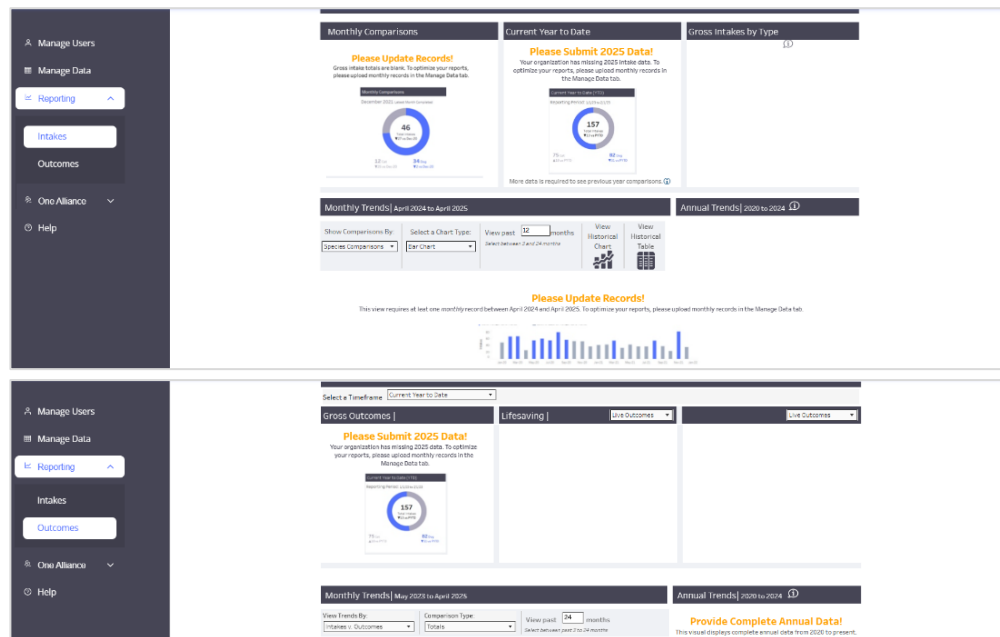 Manage Users
Manage Data
Reporting
Intakes
Outcomes
One Alliance
Help
Monthly Comparisons
Please Update Records!
Gross intake totals are blank. To optimize your reports,
please upload monthly records in the Manage Data tab.
Monthly Comparisons
46
Current Year to Date
Please Submit 2025 Data!
Your organization has missing 2025 Intake data. To
optimize your reports, please upload monthly records in
the Manage Data tab.
Current Year to Date (YTD)
157
More data is required to see previous year comparisons.
Gross Intakes by Type
Monthly Trends| April 2024 to April 2025
Annual Trends| 2020 to 2024
Show Comparisons By:
Species Comparisons
Select a Chart Type:
Bar Chart
View past 12 months
Select between 2 and 24 months
View
Historical
Chart
View
Historical
Table
Please Update Records!
This view requires at least one monthly record between April 2024 and April 2025. To optimize your reports, please upload monthly records in the Manage Data tab.
Manage Users
Manage Data
Reporting
Intakes
Outcomes
One Alliance
Help
Select a Timeframe Current Year to Date
Gross Outcomes |
Please Submit 2025 Data!
Your organization has missing 2025 data. To optimize
your reports, please upload monthly records in the
Manage Data tab.
Current Year to Date (YTD)
157
Lifesaving | Live Outcomes
Live Outcomes
Monthly Trends| May 2023 to April 2025
Annual Trends| 2020 to 2024
View Trends By:
Intakes v. Outcomes
Comparison Type
Totals
View past 24 months
Select between past 2 to 24 months
Provide Complete Annual Data!
This visual displays complete annual data from 2020 to present.